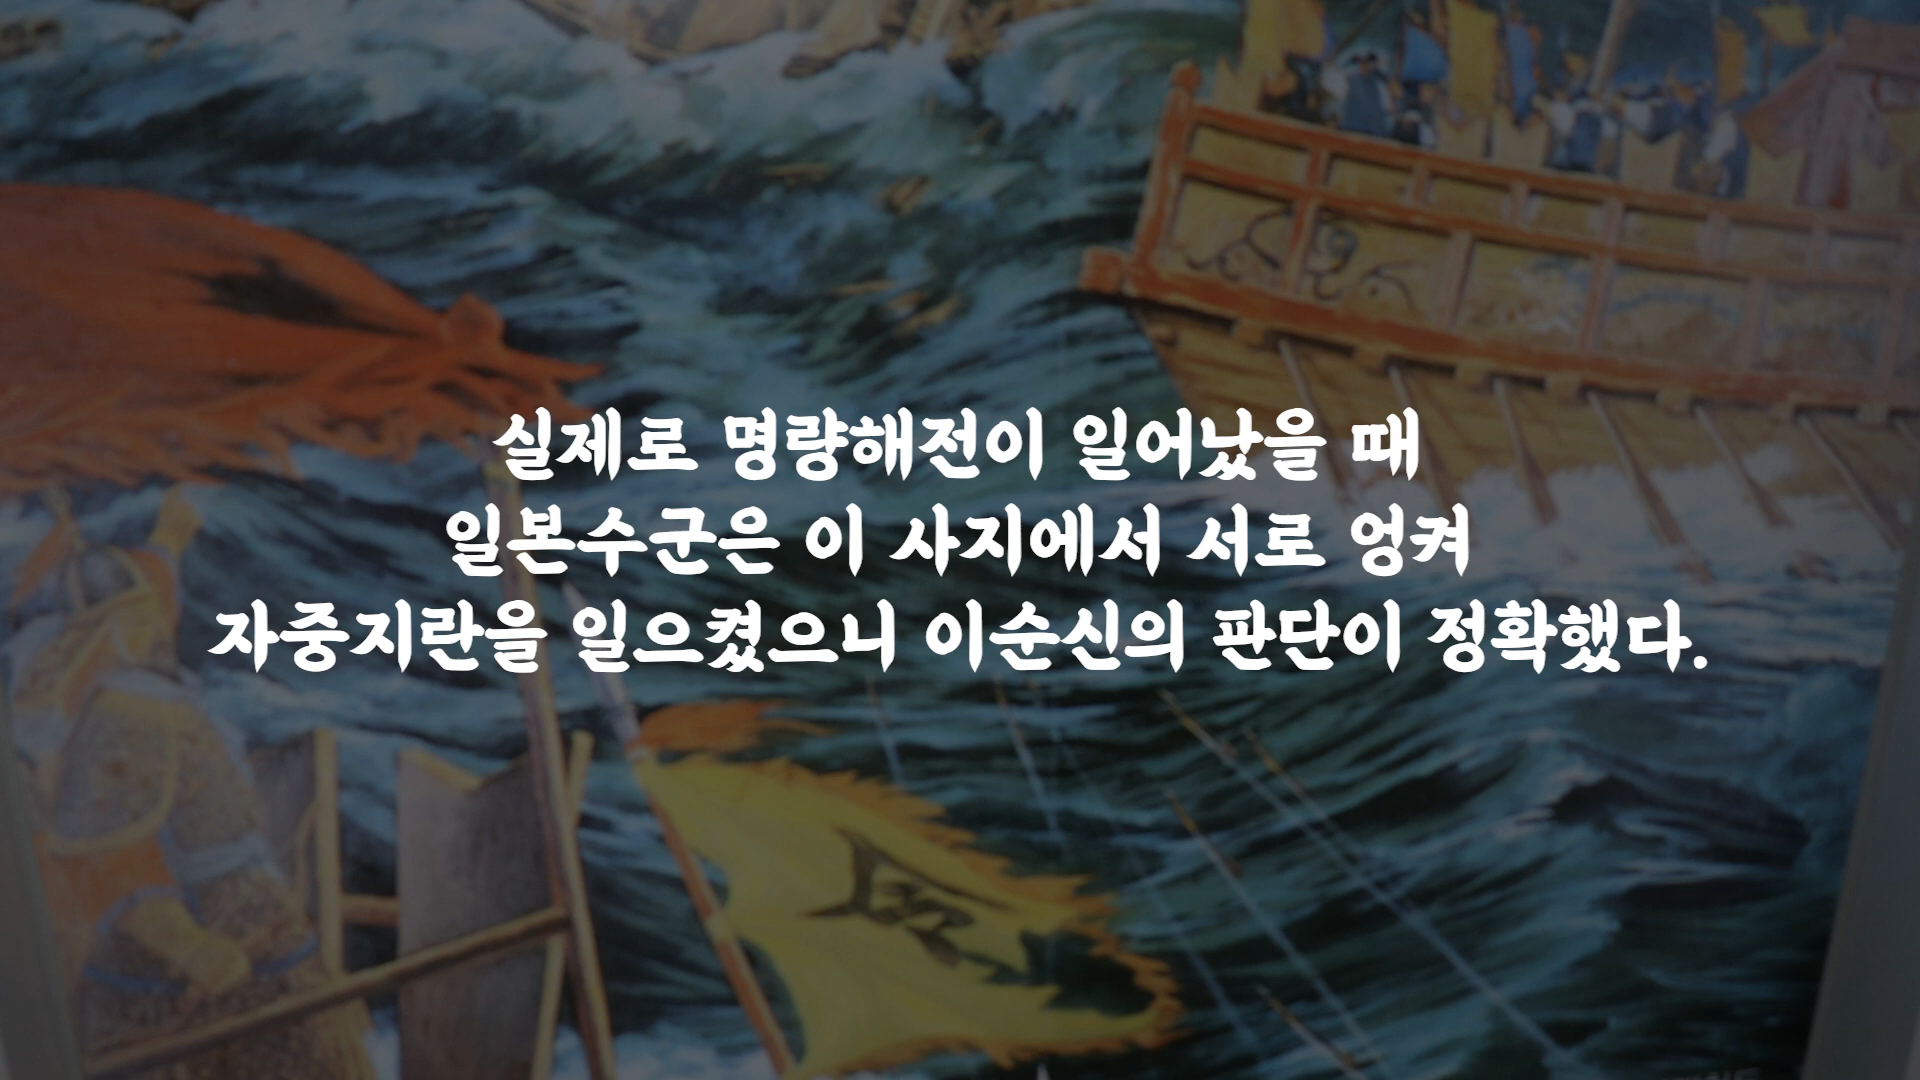 실제로 명량해전이 일어났을 때
일본수군은 이 사지에서 서로 엉켜
자중지란을 일으켰으니 이순신의 판단이 정확했다.